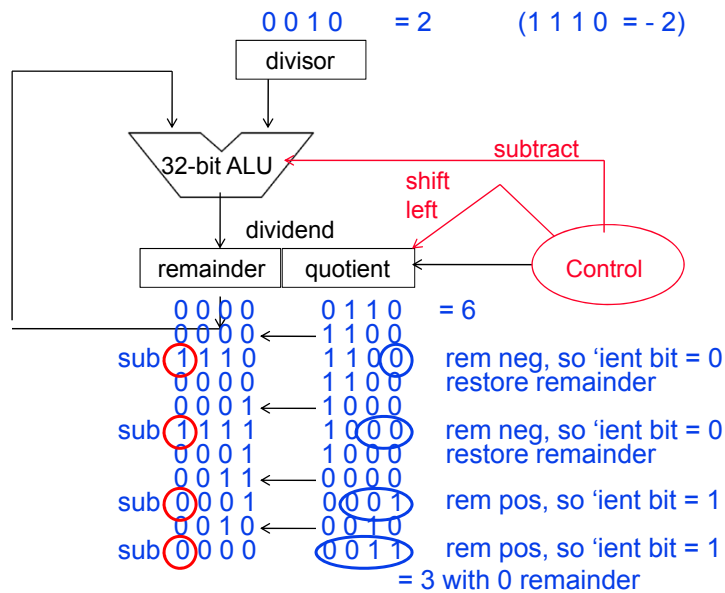 0 0 1 0 = 2 (1 1 1 0 = - 2)
divisor
32-bit ALU
subtract
shift
left
dividend
remainder quotient
Control
0 0 0 0 0 1 1 0 = 6
0 0 0 0 1 1 0 0
sub 1 1 1 0 1 1 0 0 rem neg, so ‘ient bit = 0
0 0 0 0 1 1 0 0 restore remainder
0 0 0 1 1 0 0 0
sub 1 1 1 1 1 0 0 0 rem neg, so ‘ient bit = 0
0 0 0 1 1 0 0 0 restore remainder
0 0 1 1 0 0 0 0
sub 0 0 0 1 0 0 0 1 rem pos, so ‘ient bit = 1
0 0 1 0 0 0 1 0
sub 0 0 0 0 0 0 1 1 rem pos, so ‘ient bit = 1
= 3 with 0 remainder